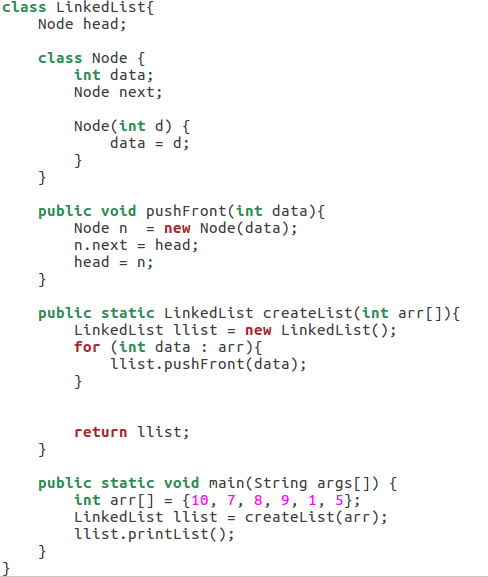 class LinkedList{
    Node head;

    class Node {
        int data;
        Node next;

        Node(int d) {
            data = d;
        }
    }

    public void pushFront(int data){
        Node n  = new Node(data);
        n.next = head;
        head = n;
    }

    public static LinkedList createList(int arr[]){
        LinkedList llist = new LinkedList();
        for (int data : arr){
            llist.pushFront(data);
        }


        return llist;
    }

    public static void main(String args[]) {
        int arr[] = {10, 7, 8, 9, 1, 5};
        LinkedList llist = createList(arr);
        llist.printList();
    }
}